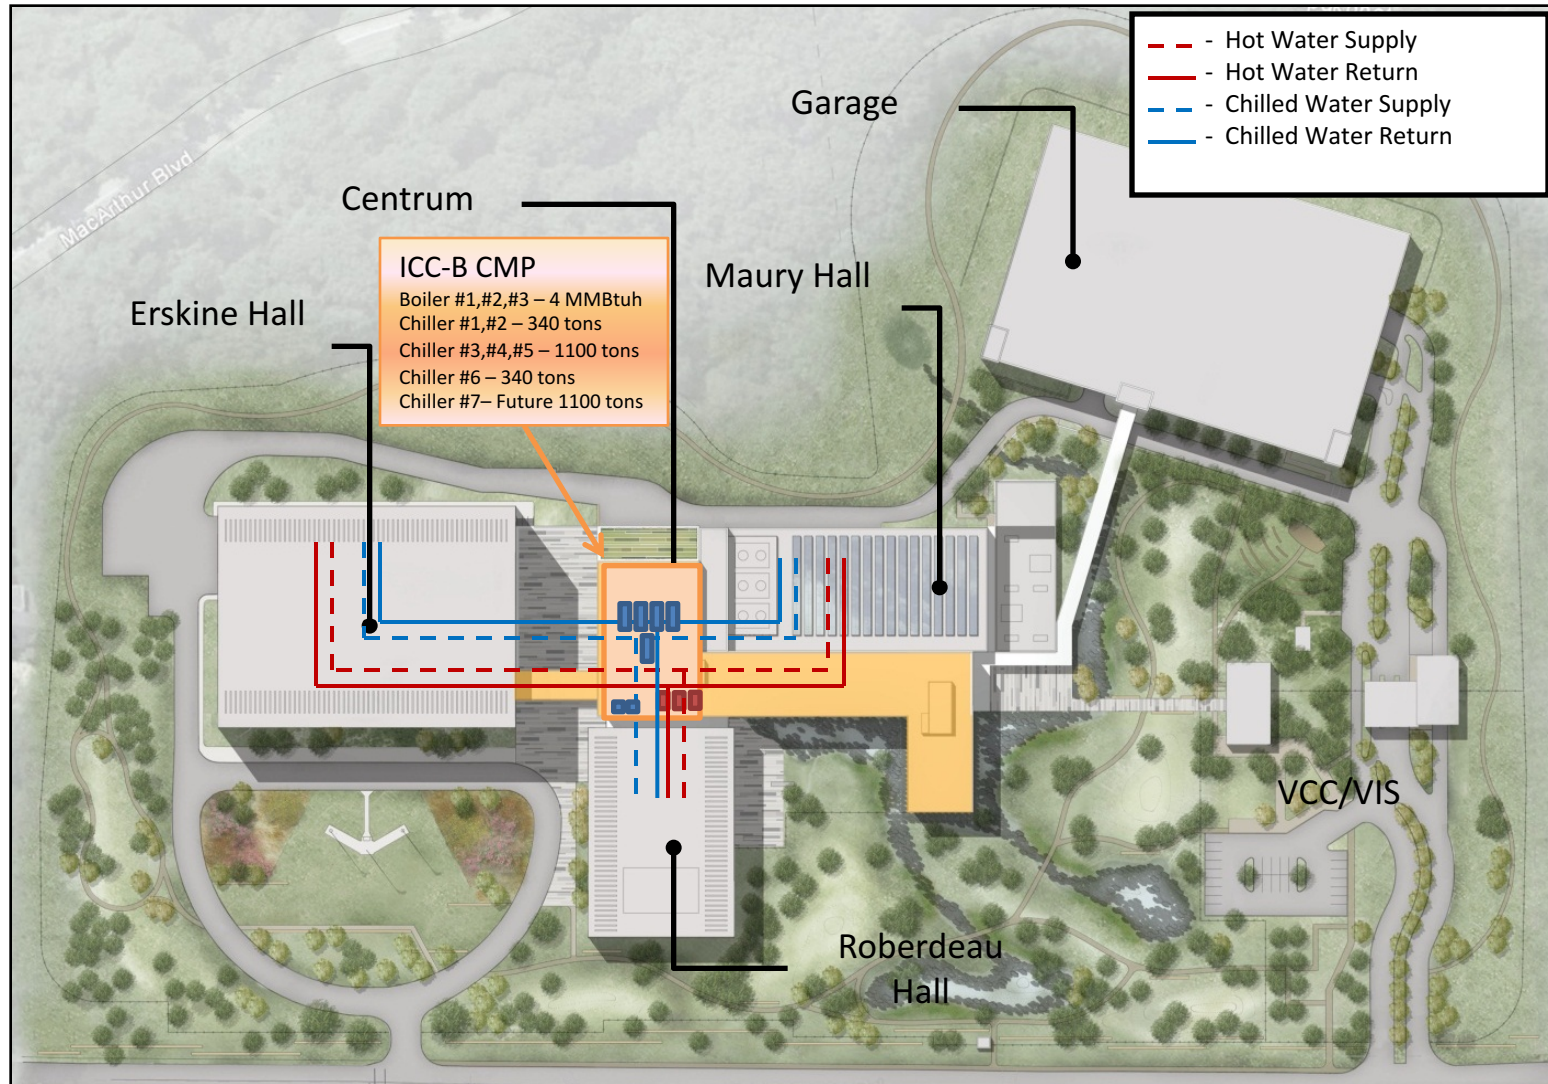 - Hot Water Supply
- Hot Water Return
- Chilled Water Supply
- Chilled Water Return
Garage
MacArthur Blvd
Centrum
ICC-B CMP
Boiler #1,#2,#3 – 4 MMBtuh
Chiller #1,#2 – 340 tons
Chiller #3,#4,#5 – 1100 tons
Chiller #6 – 340 tons
Chiller #7– Future 1100 tons
Maury Hall
Erskine Hall
VCC/VIS
Roberdeau
Hall